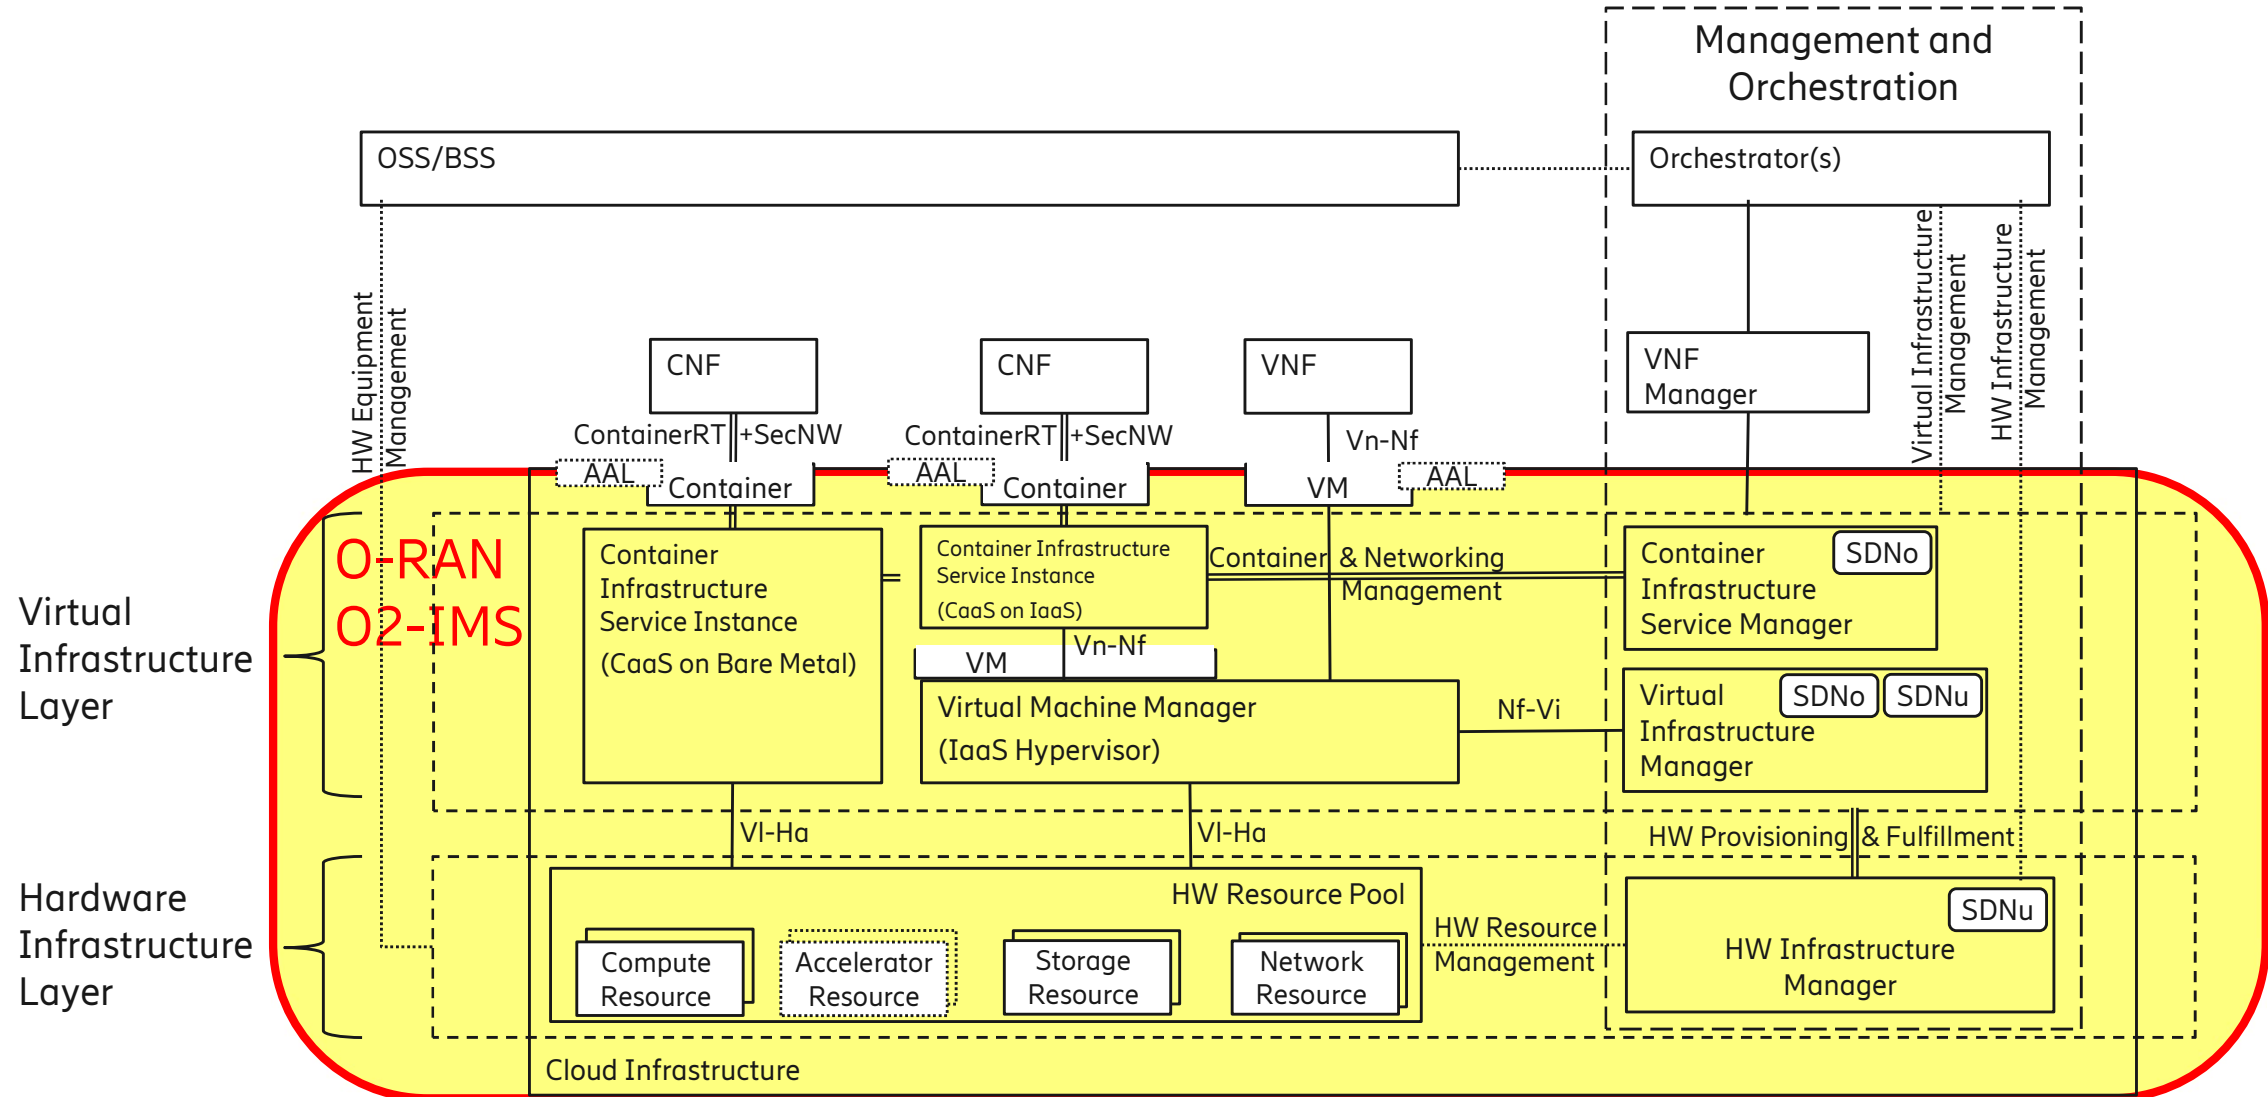 Management and
Orchestration
OSS/BSS
Orchestrator(s)
HW Equipment
Management
Virtual Infrastructure
Management
HW Infrastructure
Management
CNF
CNF
VNF
VNF
Manager
ContainerRT
+SecNW
ContainerRT
+SecNW
Vn-Nf
AAL
Container
AAL
Container
VM
AAL
O-RAN
O2-IMS
Virtual
Infrastructure
Layer
Container
Infrastructure
Service Instance
(CaaS on Bare Metal)
Container Infrastructure
Service Instance
(CaaS on IaaS)
Container & Networking
Management
Container
Infrastructure
Service Manager
SDNo
Vn-Nf
VM
Virtual Machine Manager
(IaaS Hypervisor)
Nf-Vi
Virtual
Infrastructure
Manager
SDNo
SDNu
VI-Ha
VI-Ha
HW Provisioning & Fulfillment
Hardware
Infrastructure
Layer
HW Resource Pool
Compute
Resource
Accelerator
Resource
Storage
Resource
Network
Resource
HW Resource
Management
SDNu
HW Infrastructure
Manager
Cloud Infrastructure